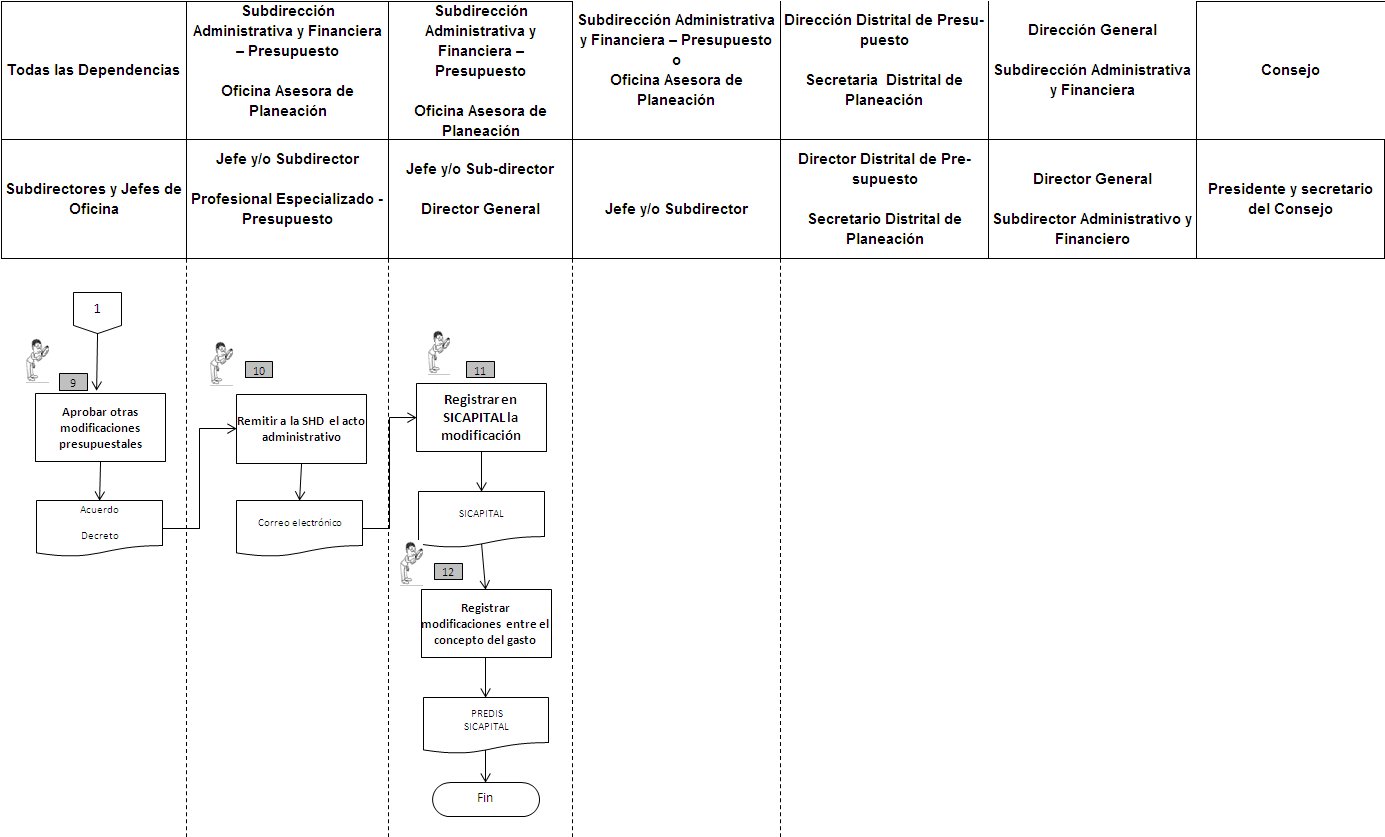 Todas las Dependencias
Subdirección
Administrativa y Financiera
– Presupuesto
Oficina Asesora de
Planeación
Subdirección
Administrativa y
Financiera –
Presupuesto
Oficina Asesora de
Planeación
Subdirección Administrativa
y Financiera – Presupuesto
o
Oficina Asesora de
Planeación
Dirección Distrital de Presu-
puesto
Secretaria Distrital de
Planeación
Dirección General
Subdirección Administrativa
y Financiera
Consejo
Subdirectores y Jefes de
Oficina
Jefe y/o Subdirector
Profesional Especializado -
Presupuesto
Jefe y/o Sub-director
Director General
Jefe y/o Subdirector
Director Distrital de Pre-
supuesto
Secretario Distrital de
Planeación
Director General
Subdirector Administrativo y
Financiero
Presidente y secretario
del Consejo
1
9
Aprobar otras
modificaciones
presupuestales
Acuerdo
Decreto
10
Remitir a la SHD el acto
administrativo
Correo electrónico
11
Registrar en
SICAPITAL la
modificación
SICAPITAL
12
Registrar
modificaciones entre el
concepto del gasto
PREDIS
SICAPITAL
Fin